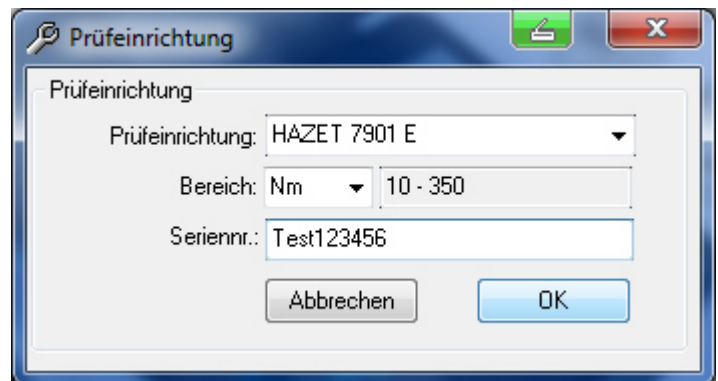 Prüfeinrichtung
Prüfeinrichtung
Prüfeinrichtung: HAZET 7901 E
Bereich: Nm 10 - 350
Seriennr.: Test123456
Abbrechen OK